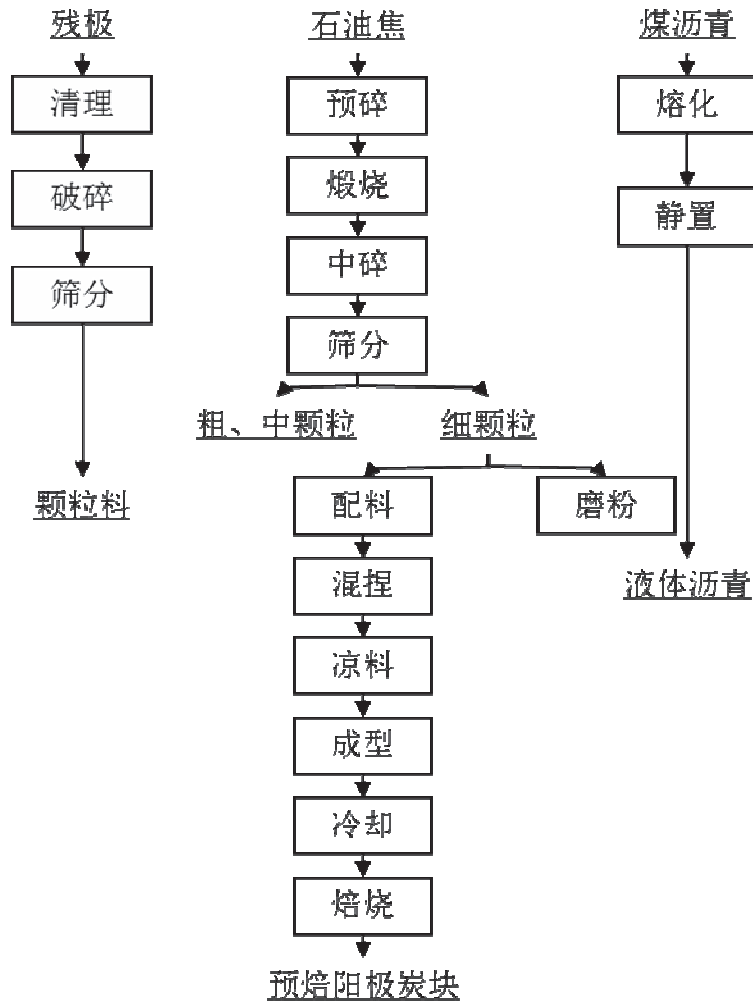 残极
石油焦
煤沥青
清理
预碎
熔化
破碎
煅烧
静置
筛分
中碎
筛分
粗、中颗粒
细颗粒
颗粒料
配料
磨粉
混捏
液体沥青
凉料
成型
冷却
焙烧
预焙阳极炭块